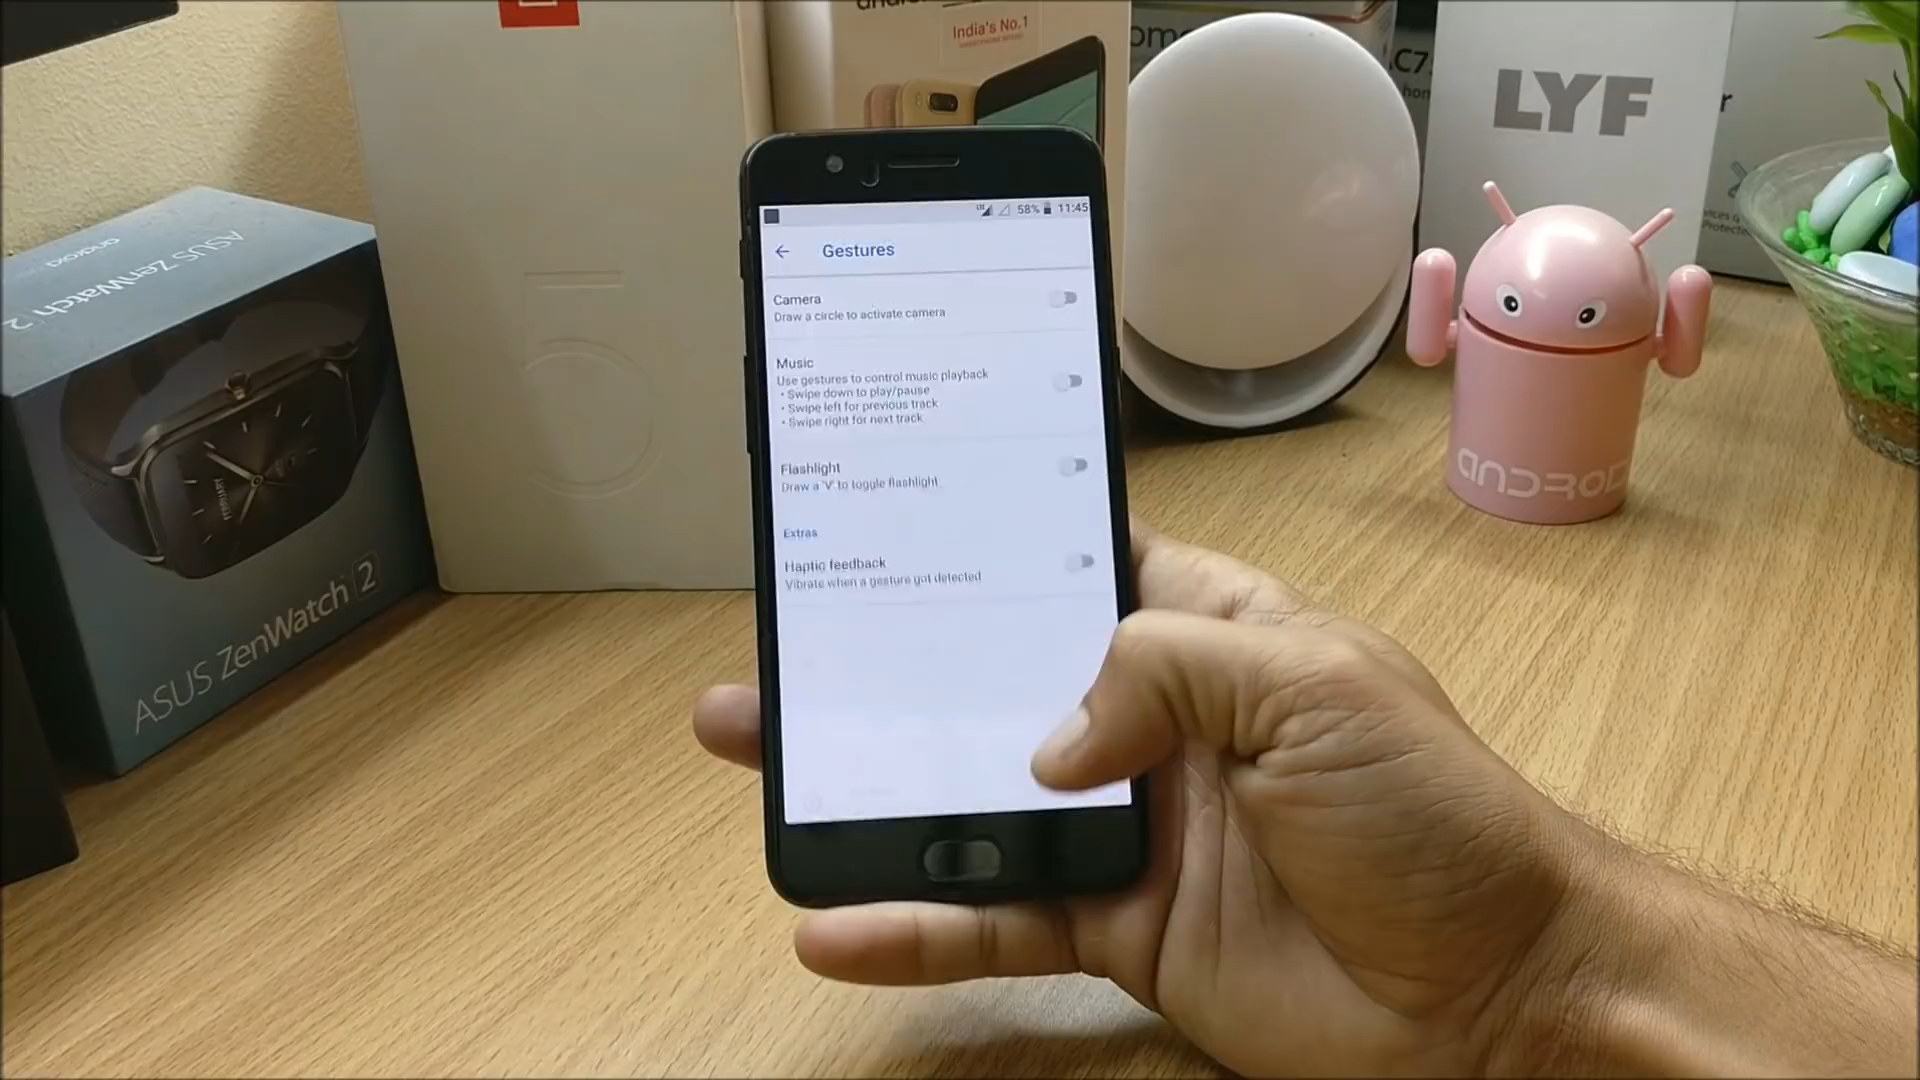 India's No.1
LYF
58% 11:45
Gestures
Camera
Draw a circle to activate camera
Music
Use gestures to control music playback
• Swipe down to play/pause
• Swipe left for previous track
• Swipe right for next track
Flashlight
Draw a 'V' to toggle flashlight
Extras
Haptic feedback
Vibrate when a gesture got detected
ASUS ZenWatch 2
android
ASUS ZenWatch 2
5
ANDROID